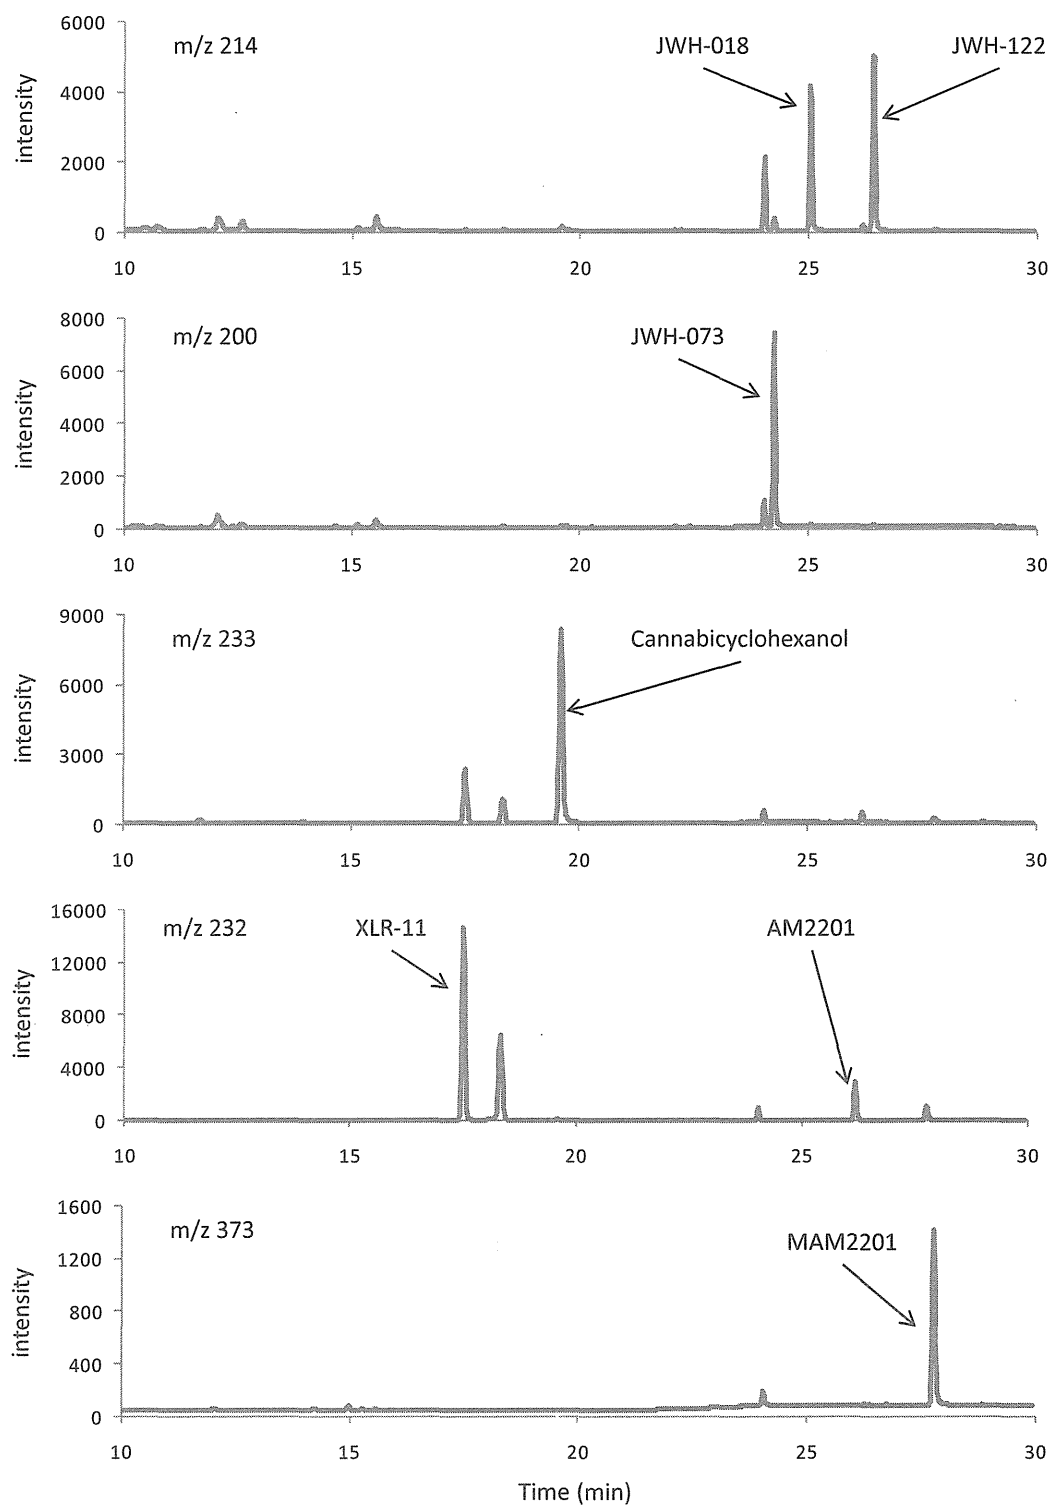 6000
m/z 214
JWH-018
JWH-122
4000
intensity
2000
0
10 15 20 25 30
8000
m/z 200
JWH-073
6000
intensity
4000
2000
0
10 15 20 25 30
9000
m/z 233
Cannabicyclohexanol
6000
intensity
3000
0
10 15 20 25 30
16000
m/z 232
XLR-11
AM2201
12000
intensity
8000
4000
0
10 15 20 25 30
1600
m/z 373
MAM2201
1200
intensity
800
400
0
10 15 20 25 30
Time (min)